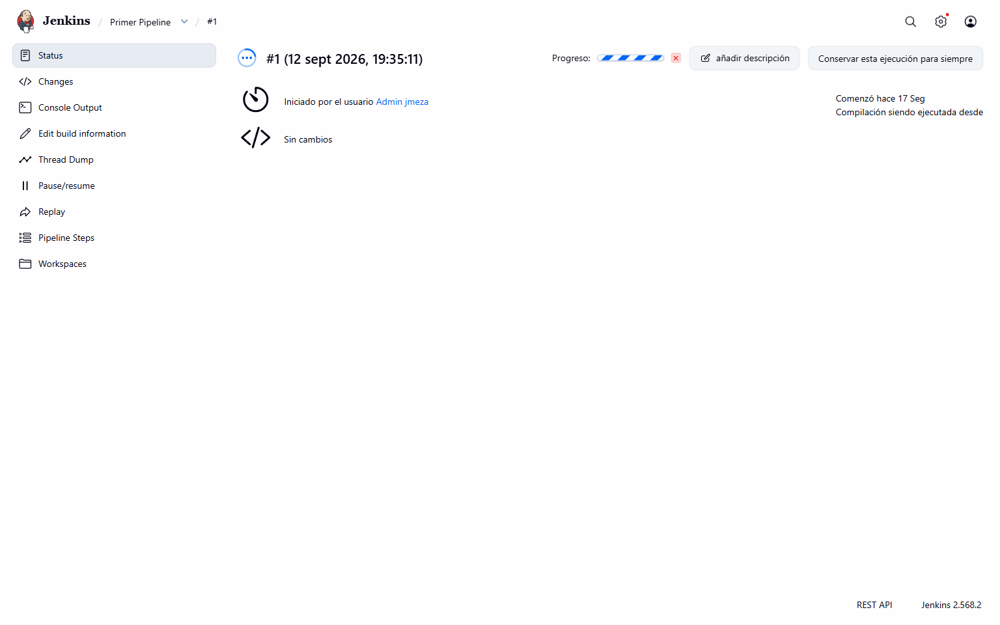 Jenkins / Primer Pipeline / #1
Status
Changes
Console Output
Edit build information
Thread Dump
Pause/resume
Replay
Pipeline Steps
Workspaces
#1 (12 sept 2026, 19:35:11)
Progreso:
añadir descripción
Conservar esta ejecución para siempre
Iniciado por el usuario Admin jmeza
Sin cambios
Comenzó hace 17 Seg
Compilación siendo ejecutada desde
REST API
Jenkins 2.568.2